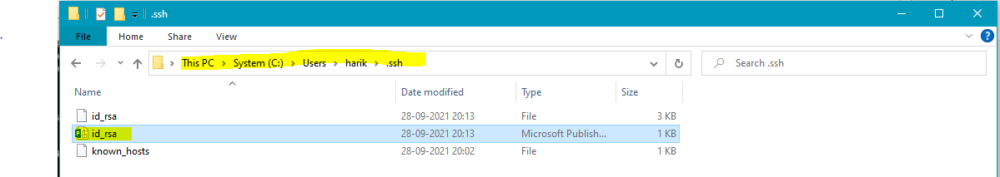 .ssh
File Home Share View
This PC System (C:) Users harik .ssh
Search .ssh
Name Date modified Type Size
id_rsa 28-09-2021 20:13 File 3 KB
id_rsa 28-09-2021 20:13 Microsoft Publish... 1 KB
known_hosts 28-09-2021 20:02 File 1 KB